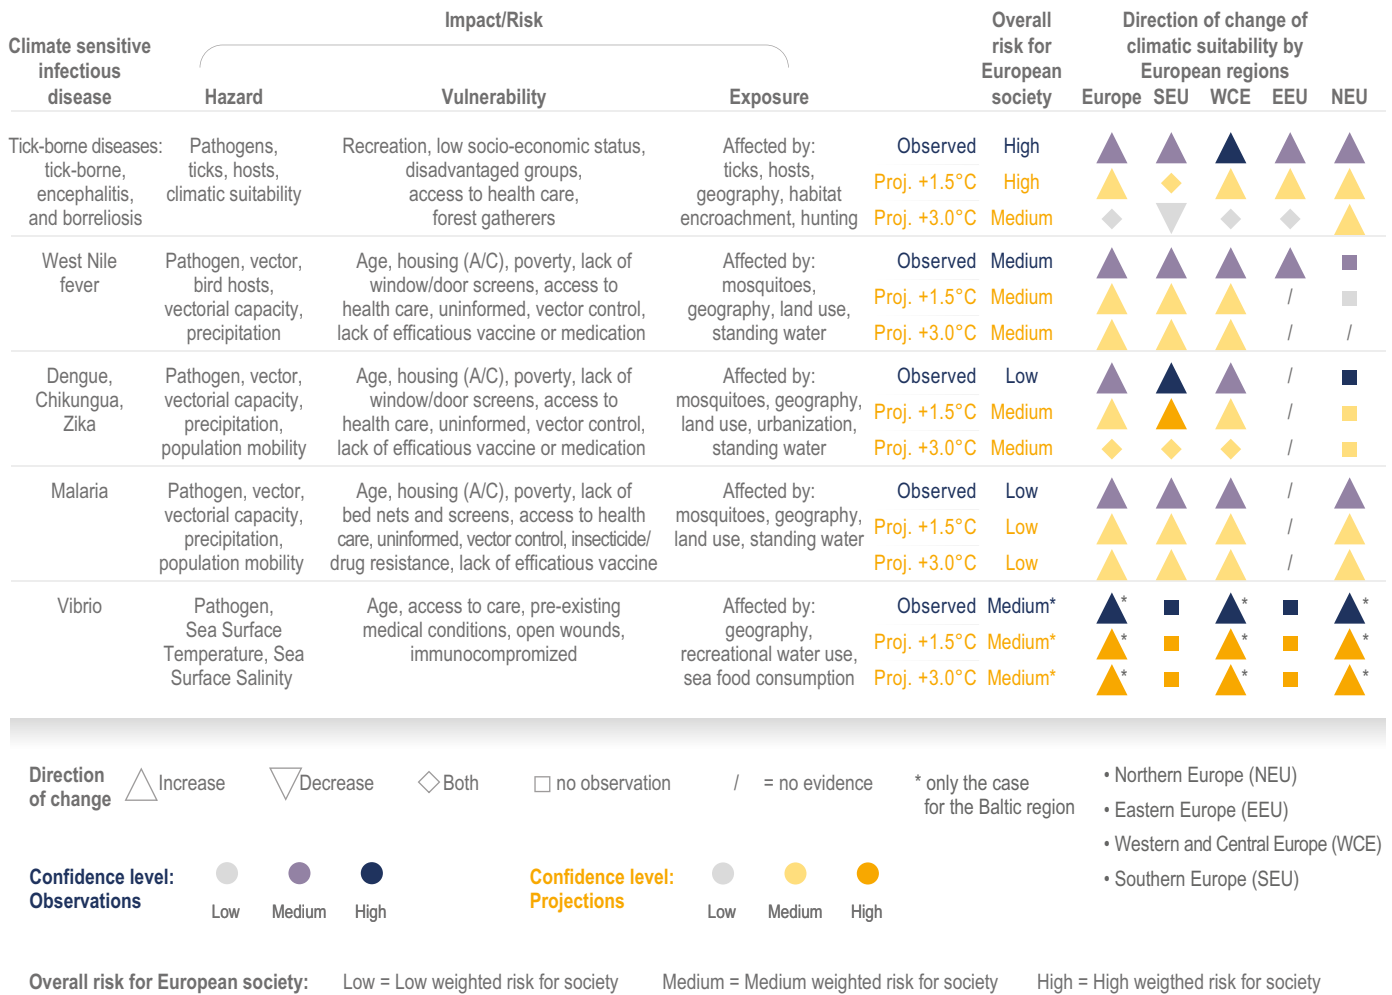 Impact/Risk
Overall
risk for
European
society
Direction of change of
climatic suitability by
European regions
Climate sensitive
infectious
disease
Hazard
Vulnerability
Exposure
Europe SEU WCE EEU NEU
Tick-borne diseases:
tick-borne,
encephalitis,
and borreliosis
Pathogens,
ticks, hosts,
climatic suitability
Recreation, low socio-economic status,
disadvantaged groups,
access to health care,
forest gatherers
Affected by:
ticks, hosts,
geography, habitat
encroachment, hunting
Observed High
Proj. +1.5°C High
Proj. +3.0°C Medium
West Nile
fever
Pathogen, vector,
bird hosts,
vectorial capacity,
precipitation
Age, housing (A/C), poverty, lack of
window/door screens, access to
health care, uninformed, vector control,
lack of efficatious vaccine or medication
Affected by:
mosquitoes,
geography, land use,
standing water
Observed Medium
Proj. +1.5°C Medium /
Proj. +3.0°C Medium / /
Dengue,
Chikungua,
Zika
Pathogen, vector,
vectorial capacity,
precipitation,
population mobility
Age, housing (A/C), poverty, lack of
window/door screens, access to
health care, uninformed, vector control,
lack of efficatious vaccine or medication
Affected by:
mosquitoes, geography,
land use, urbanization,
standing water
Observed Low /
Proj. +1.5°C Medium /
Proj. +3.0°C Medium /
Malaria
Pathogen, vector,
vectorial capacity,
precipitation,
population mobility
Age, housing (A/C), poverty, lack of
bed nets and screens, access to health
care, uninformed, vector control, insecticide/
drug resistance, lack of efficatious vaccine
Affected by:
mosquitoes, geography,
land use, standing water
Observed Low /
Proj. +1.5°C Low /
Proj. +3.0°C Low /
Vibrio
Pathogen,
Sea Surface
Temperature, Sea
Surface Salinity
Age, access to care, pre-existing
medical conditions, open wounds,
immunocompromized
Affected by:
geography,
recreational water use,
sea food consumption
Observed Medium* * * *
Proj. +1.5°C Medium* * * *
Proj. +3.0°C Medium* * * *
Direction
of change
Increase
Decrease
Both
no observation
/ = no evidence
* only the case
for the Baltic region
• Northern Europe (NEU)
• Eastern Europe (EEU)
• Western and Central Europe (WCE)
• Southern Europe (SEU)
Confidence level:
Observations
Low Medium High
Confidence level:
Projections
Low Medium High
Overall risk for European society: Low = Low weighted risk for society Medium = Medium weighted risk for society High = High weigthed risk for society